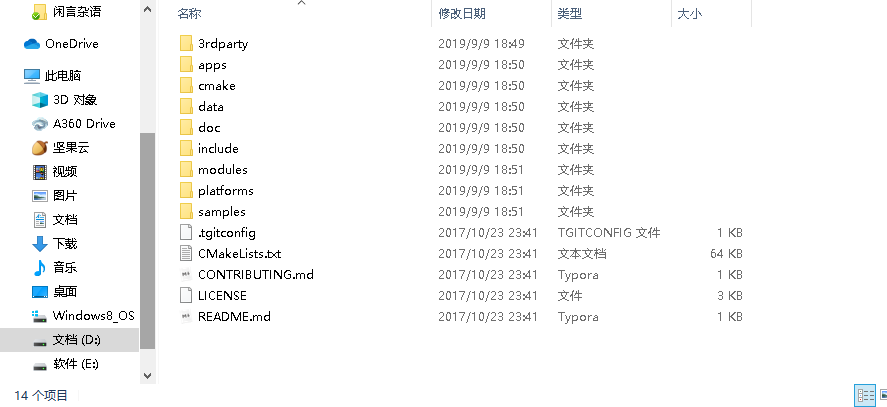 闲言杂语
OneDrive
此电脑
3D 对象
A360 Drive
坚果云
视频
图片
文档
下载
音乐
桌面
Windows8_OS
文档 (D:)
软件 (E:)
名称 修改日期 类型 大小
3rdparty 2019/9/9 18:49 文件夹
apps 2019/9/9 18:50 文件夹
cmake 2019/9/9 18:50 文件夹
data 2019/9/9 18:50 文件夹
doc 2019/9/9 18:50 文件夹
include 2019/9/9 18:50 文件夹
modules 2019/9/9 18:51 文件夹
platforms 2019/9/9 18:51 文件夹
samples 2019/9/9 18:51 文件夹
.tgitconfig 2017/10/23 23:41 TGITCONFIG 文件 1 KB
CMakeLists.txt 2017/10/23 23:41 文本文档 64 KB
CONTRIBUTING.md 2017/10/23 23:41 Typora 1 KB
LICENSE 2017/10/23 23:41 文件 3 KB
README.md 2017/10/23 23:41 Typora 1 KB
14 个项目